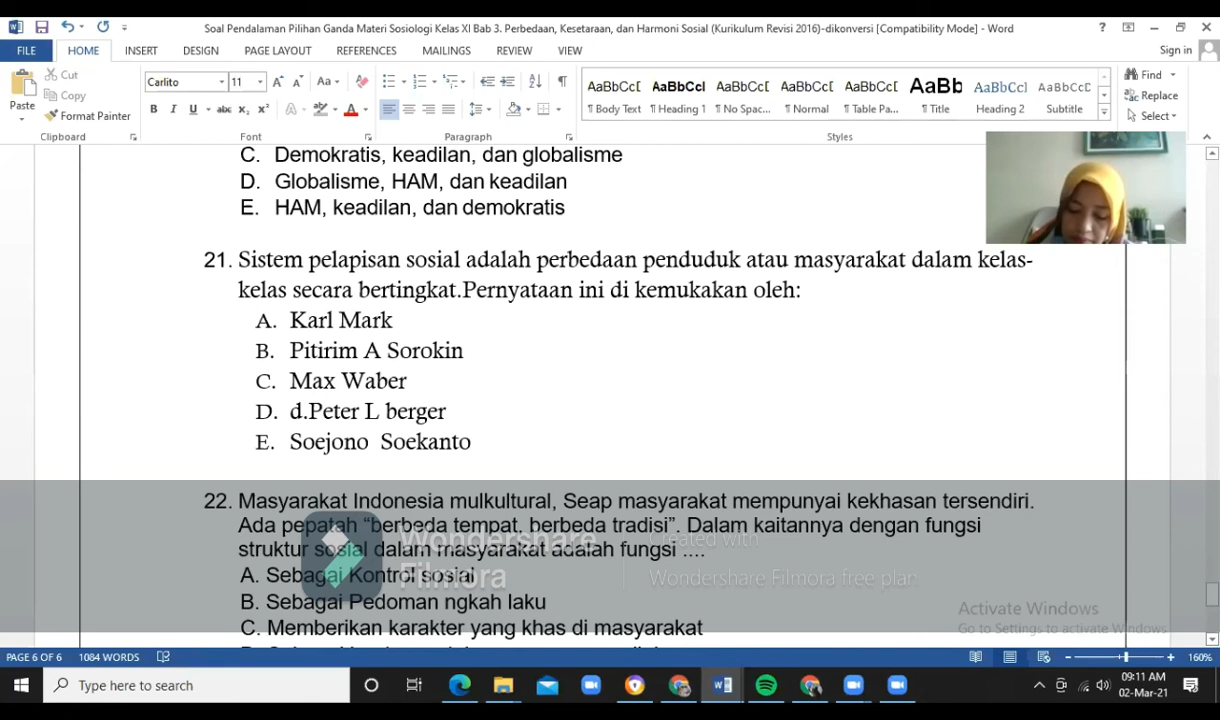 Soal Pendalaman Pilihan Ganda Materi Sosiologi Kelas XI Bab 3. Perbedaan, Kesetaraan, dan Harmoni Sosial (Kurikulum Revisi 2016)-dikonversi [Compatibility Mode] - Word
FILE HOME INSERT DESIGN PAGE LAYOUT REFERENCES MAILINGS REVIEW VIEW Sign in
Cut
Copy
Paste
Format Painter
Carlito 11
AaBbCcD AaBbCcI AaBbCcD AaBbCcD AaBbCcD AaBb AaBbCcI AaBbCcD
¶ Body Text ¶ Heading 1 ¶ No Spac... ¶ Normal ¶ Table Pa... ¶ Title Heading 2 Subtitle
Find
Replace
Select
Clipboard Font Paragraph Styles
C. Demokratis, keadilan, dan globalisme
D. Globalisme, HAM, dan keadilan
E. HAM, keadilan, dan demokratis
21. Sistem pelapisan sosial adalah perbedaan penduduk atau masyarakat dalam kelas-
kelas secara bertingkat.Pernyataan ini di kemukakan oleh:
A. Karl Mark
B. Pitirim A Sorokin
C. Max Waber
D. d.Peter L berger
E. Soejono Soekanto
22. Masyarakat Indonesia mulkultural, Seap masyarakat mempunyai kekhasan tersendiri.
Ada pepatah “berbeda tempat, berbeda tradisi”. Dalam kaitannya dengan fungsi
struktur sosial dalam masyarakat adalah fungsi ....
A. Sebagai Kontrol sosial
B. Sebagai Pedoman ngkah laku
C. Memberikan karakter yang khas di masyarakat
Wondershare
Filmora
Created with
Wondershare Filmora free plan
Activate Windows
Go to Settings to activate Windows.
PAGE 6 OF 6 1084 WORDS 160%
Type here to search
09:11 AM
02-Mar-21